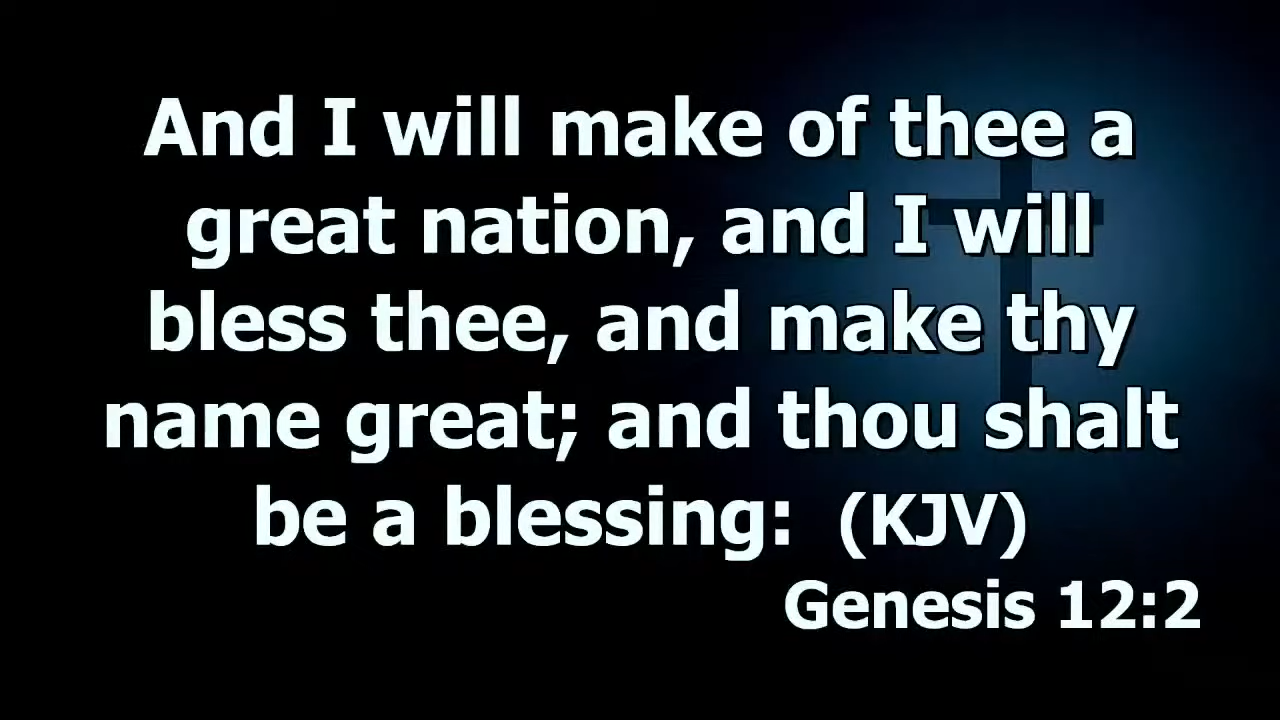 And I will make of thee a
great nation, and I will
bless thee, and make thy
name great; and thou shalt
be a blessing: (KJV)
Genesis 12:2